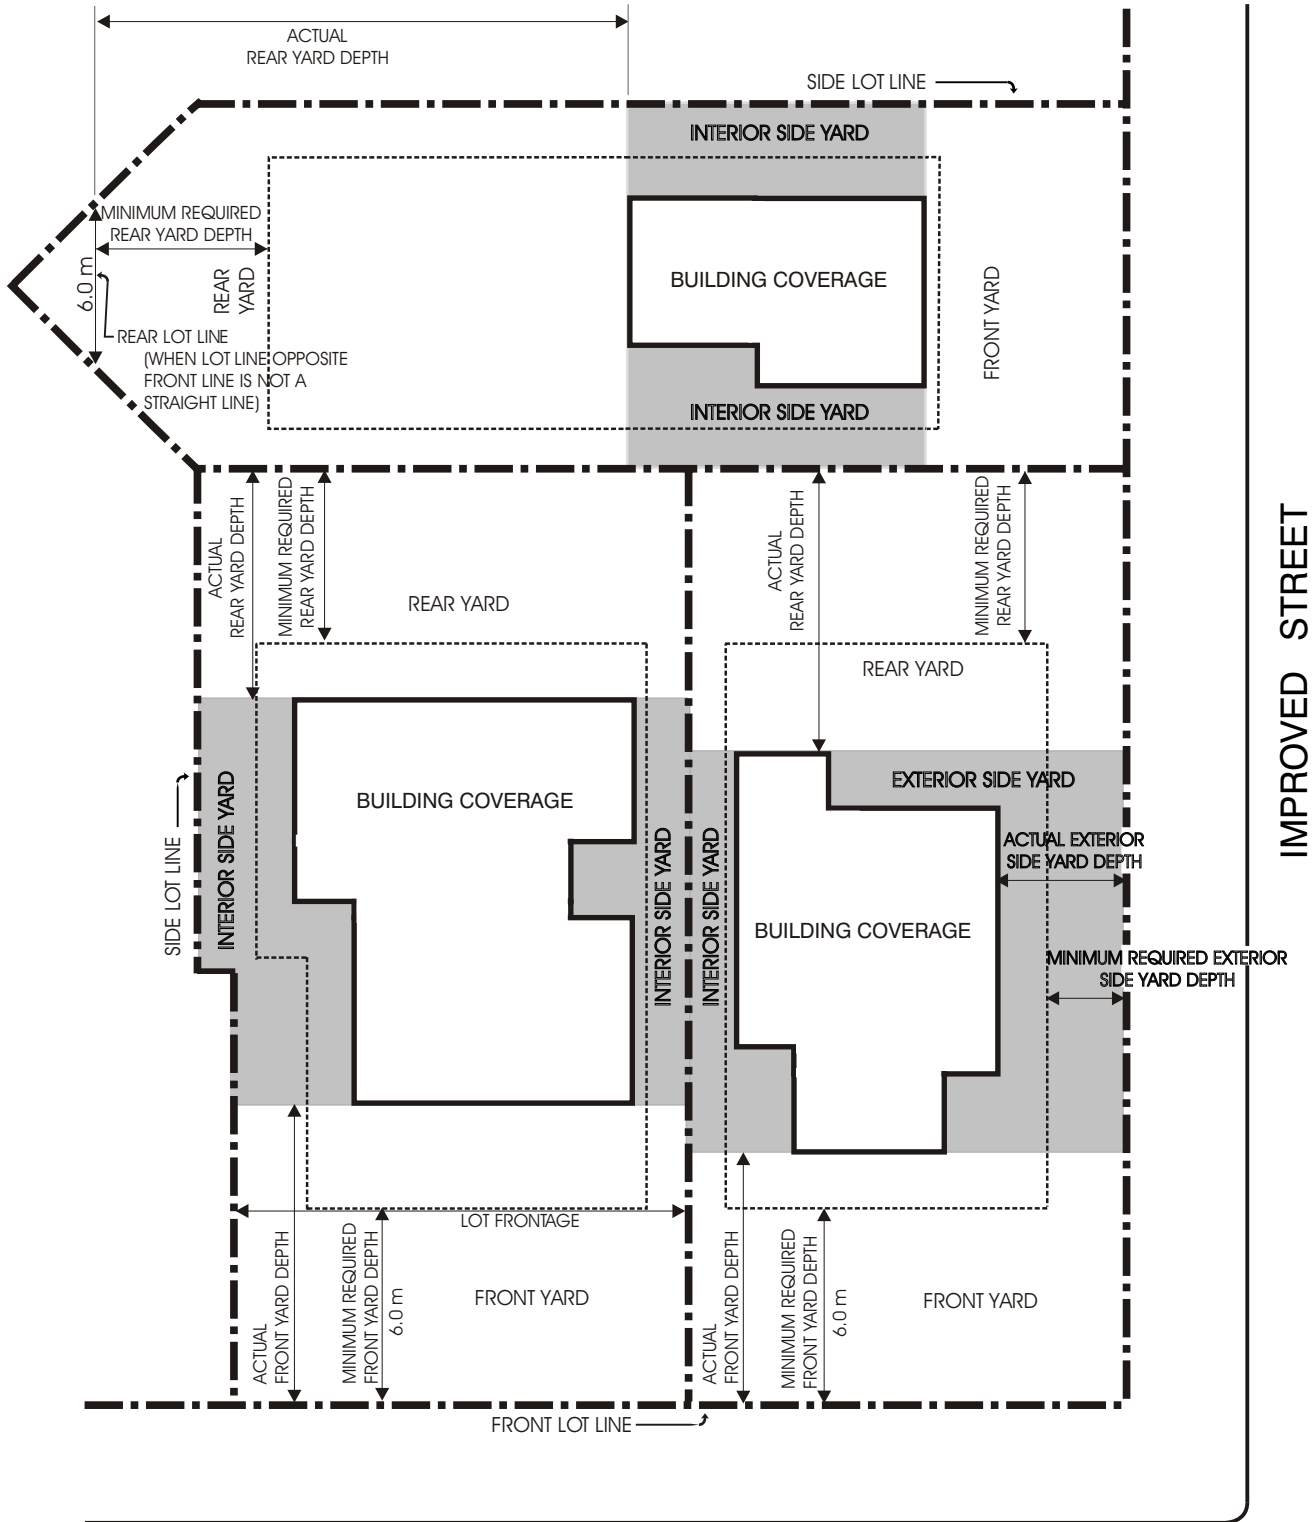 ACTUAL
REAR YARD DEPTH
SIDE LOT LINE
INTERIOR SIDE YARD
MINIMUM REQUIRED
REAR YARD DEPTH
6.0 m
REAR
YARD
BUILDING COVERAGE
FRONT YARD
REAR LOT LINE
(WHEN LOT LINE OPPOSITE
FRONT LINE IS NOT A
STRAIGHT LINE)
INTERIOR SIDE YARD
ACTUAL
REAR YARD DEPTH
MINIMUM REQUIRED
REAR YARD DEPTH
REAR YARD
ACTUAL
REAR YARD DEPTH
MINIMUM REQUIRED
REAR YARD DEPTH
REAR YARD
IMPROVED STREET
SIDE LOT LINE
INTERIOR SIDE YARD
BUILDING COVERAGE
INTERIOR SIDE YARD
INTERIOR SIDE YARD
EXTERIOR SIDE YARD
ACTUAL EXTERIOR
SIDE YARD DEPTH
BUILDING COVERAGE
MINIMUM REQUIRED EXTERIOR
SIDE YARD DEPTH
LOT FRONTAGE
ACTUAL
FRONT YARD DEPTH
MINIMUM REQUIRED
FRONT YARD DEPTH
6.0 m
FRONT YARD
ACTUAL
FRONT YARD DEPTH
MINIMUM REQUIRED
FRONT YARD DEPTH
6.0 m
FRONT YARD
FRONT LOT LINE